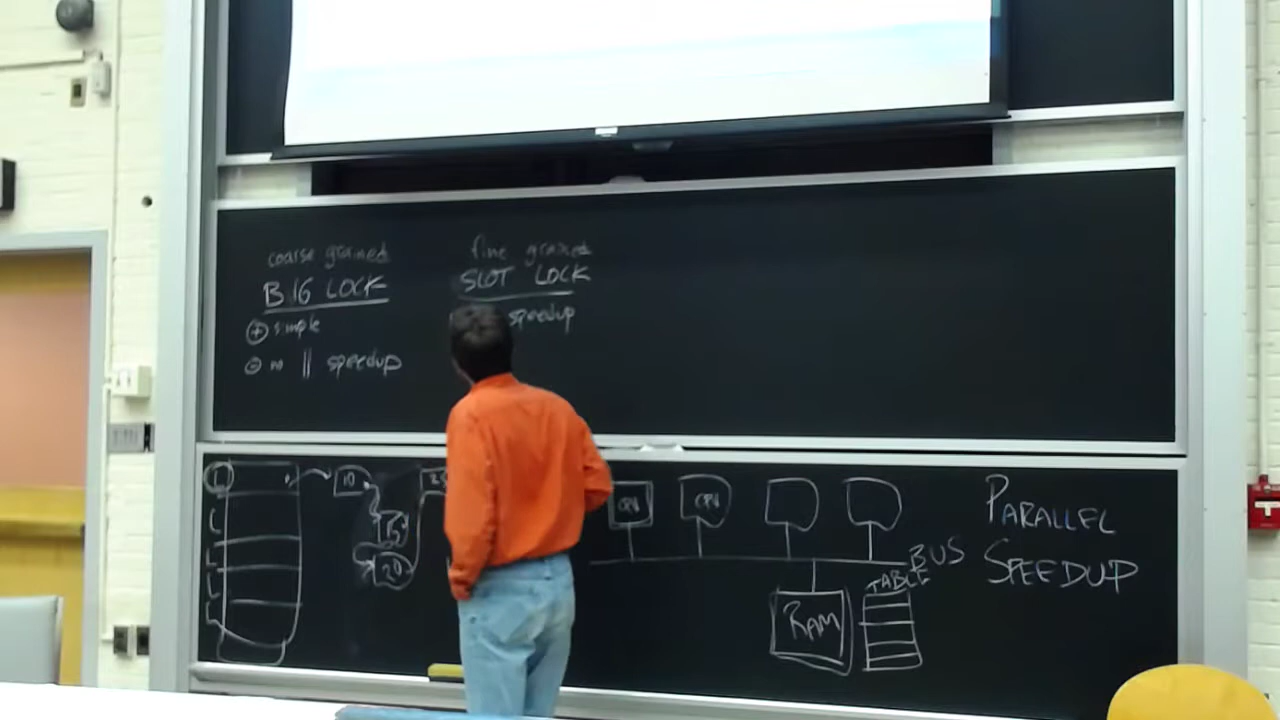 coarse grained
BIG LOCK
+ simple
- no || speedup
fine grained
SLOT LOCK
speedup
10
15
20
CPU
CPU
BUS
RAM
TABLE
PARALLEL
SPEEDUP